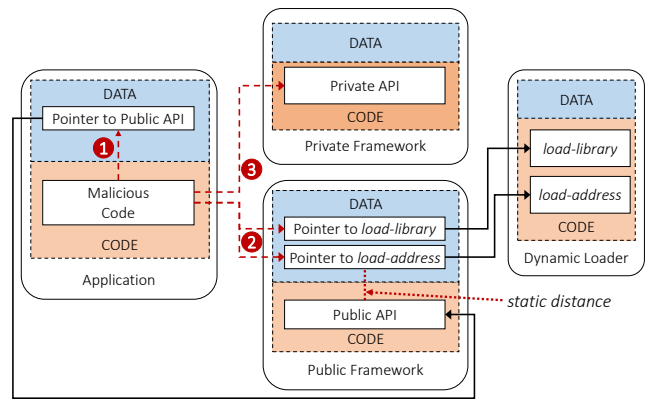 DATA
Pointer to Public API
1
Malicious
Code
CODE
Application
DATA
Private API
CODE
Private Framework
3
2
DATA
Pointer to load-library
Pointer to load-address
Public API
CODE
Public Framework
static distance
DATA
load-library
load-address
CODE
Dynamic Loader